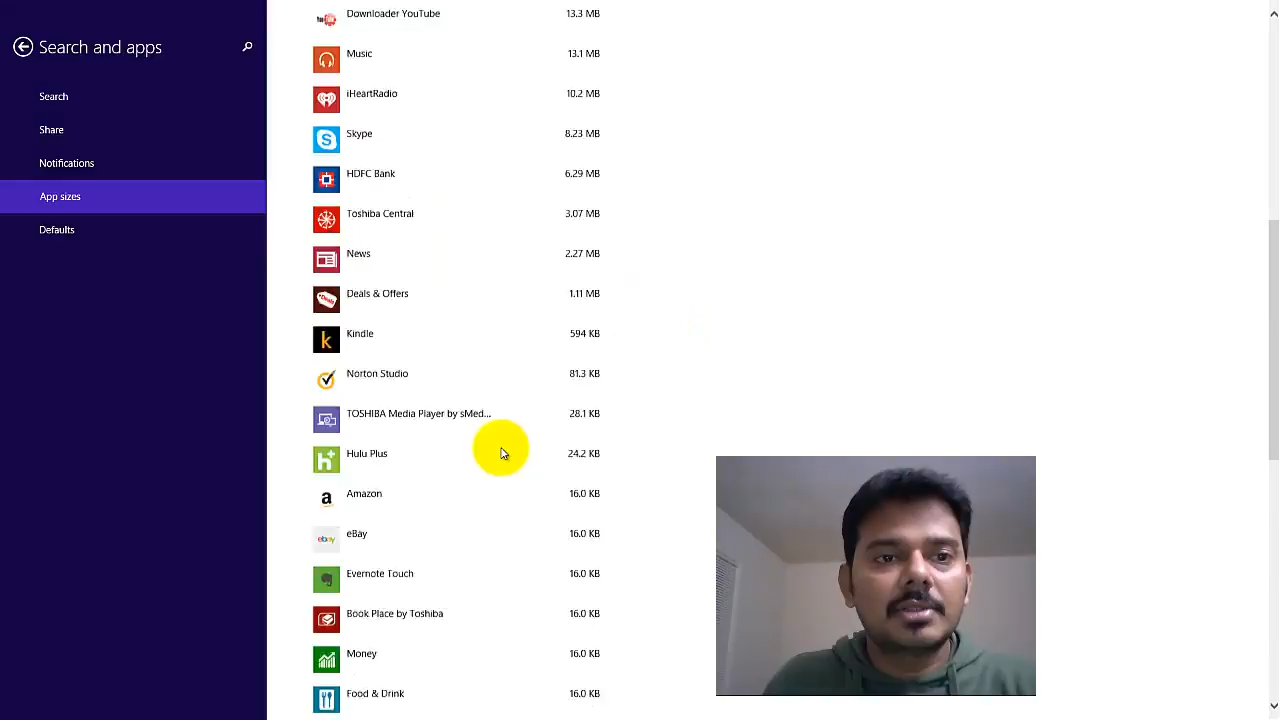 Search and apps
Search
Share
Notifications
App sizes
Defaults
Downloader YouTube 13.3 MB
Music 13.1 MB
iHeartRadio 10.2 MB
Skype 8.23 MB
HDFC Bank 6.29 MB
Toshiba Central 3.07 MB
News 2.27 MB
Deals & Offers 1.11 MB
Kindle 594 KB
Norton Studio 81.3 KB
TOSHIBA Media Player by sMed... 28.1 KB
Hulu Plus 24.2 KB
Amazon 16.0 KB
eBay 16.0 KB
Evernote Touch 16.0 KB
Book Place by Toshiba 16.0 KB
Money 16.0 KB
Food & Drink 16.0 KB